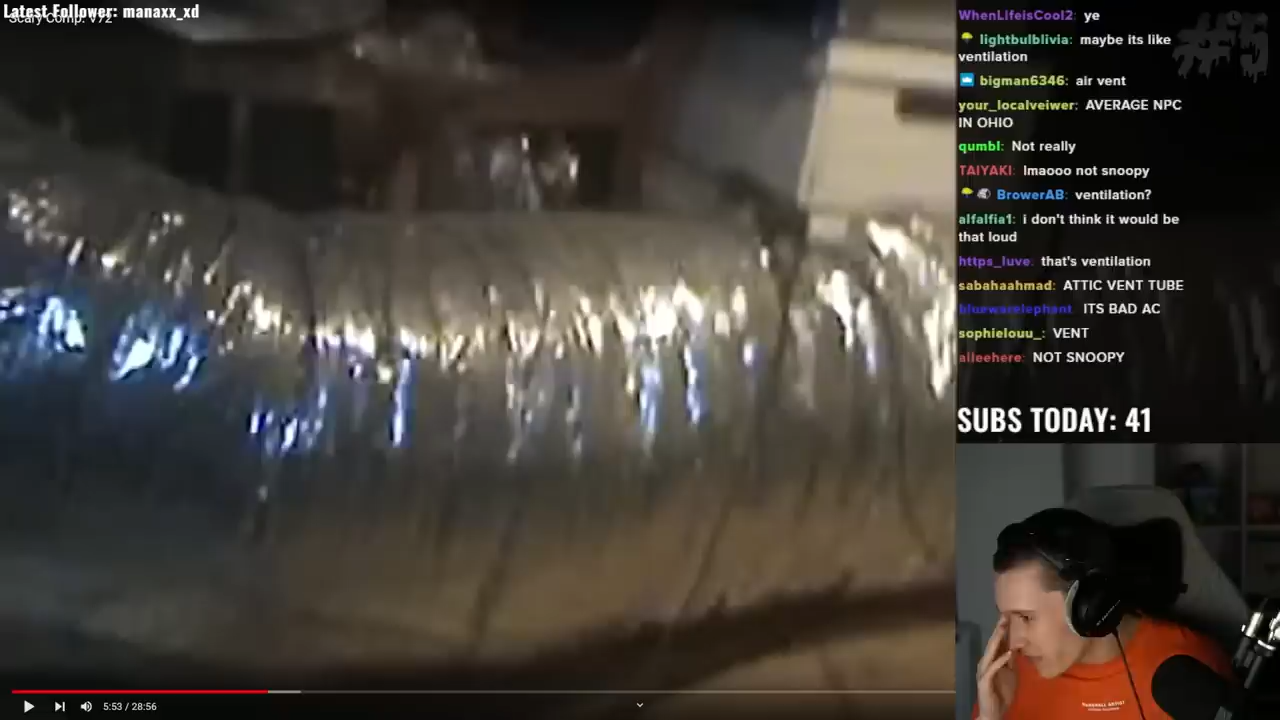 Latest Follower: manaxx_xd
Scary Comp. V72
#5
WhenLIfeisCool2: ye
lightbulblivia: maybe its like
ventilation
bigman6346: air vent
your_localveiwer: AVERAGE NPC
IN OHIO
qumbl: Not really
TAIYAKI: lmaooo not snoopy
BrowerAB: ventilation?
alfalfia1: i don't think it would be
that loud
https_luve: that's ventilation
sabahaahmad: ATTIC VENT TUBE
bluewarelephant: ITS BAD AC
sophielouu_: VENT
aileehere: NOT SNOOPY
SUBS TODAY: 41
5:53 / 28:56